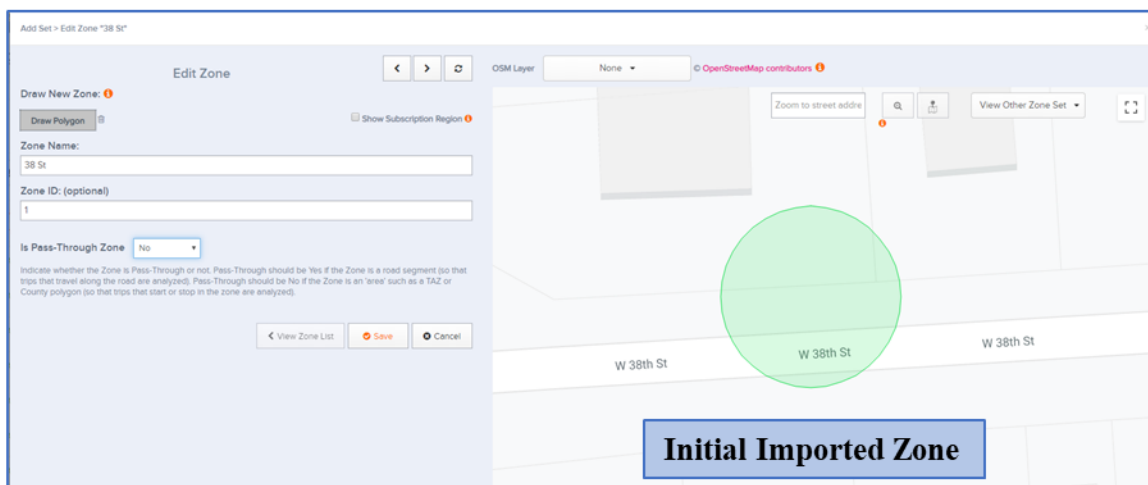 Add Set > Edit Zone "38 St"
Edit Zone
Draw New Zone:
Draw Polygon
Show Subscription Region
Zone Name:
38 St
Zone ID: (optional)
1
Is Pass-Through Zone No
Indicate whether the Zone is Pass-Through or not. Pass-Through should be Yes if the Zone is a road segment (so that
trips that travel along the road are analyzed). Pass-Through should be No if the Zone is an 'area' such as a TAZ or
County polygon (so that trips that start or stop in the zone are analyzed).
View Zone List Save Cancel
OSM Layer None © OpenStreetMap contributors
Zoom to street addre
View Other Zone Set
W 38th St
W 38th St
W 38th St
Initial Imported Zone